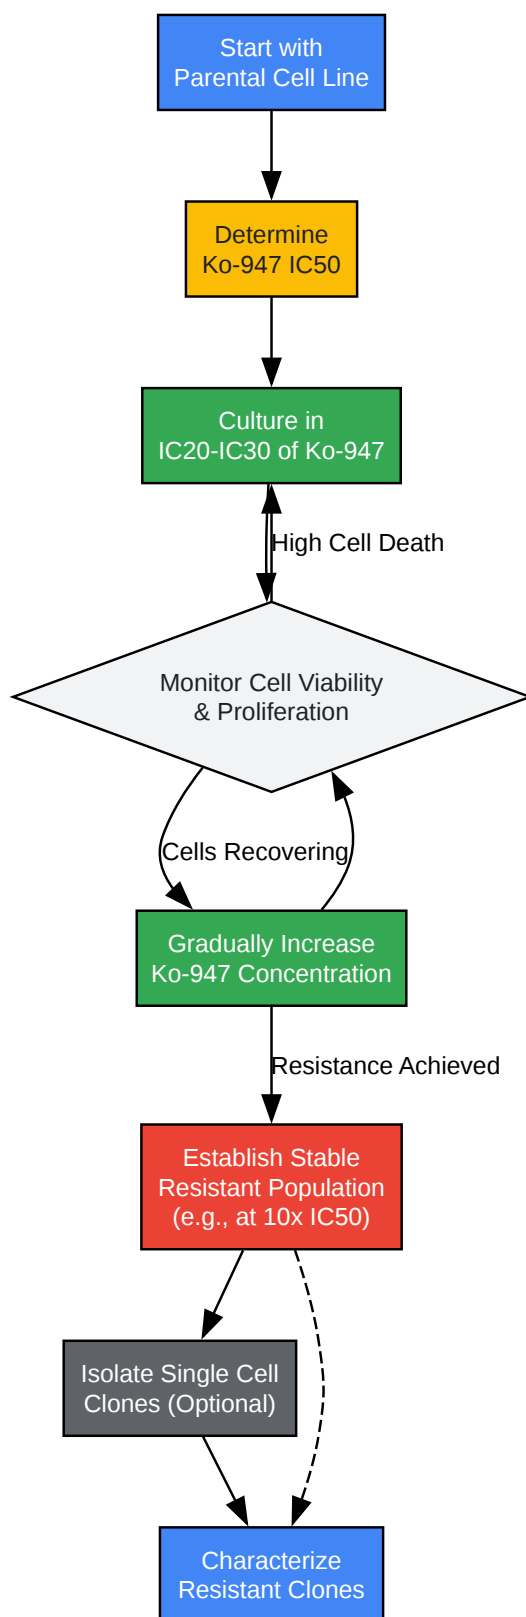 Start with
Parental Cell Line
Determine
Ko-947 IC50
Culture in
IC20-IC30 of Ko-947
High Cell Death
Monitor Cell Viability
& Proliferation
Cells Recovering
Gradually Increase
Ko-947 Concentration
Resistance Achieved
Establish Stable
Resistant Population
(e.g., at 10x IC50)
Isolate Single Cell
Clones (Optional)
Characterize
Resistant Clones